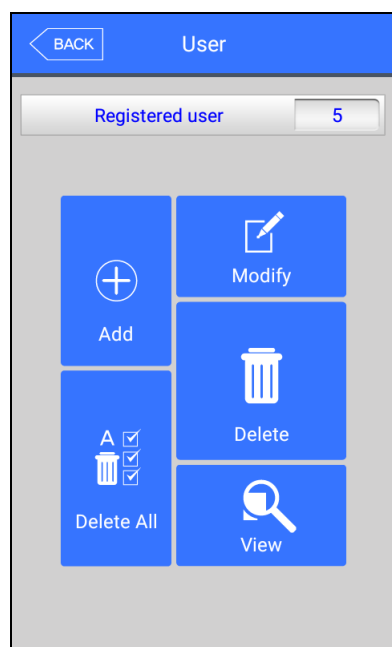 BACK
User
Registered user 5
Add
Modify
Delete
A
Delete All
View